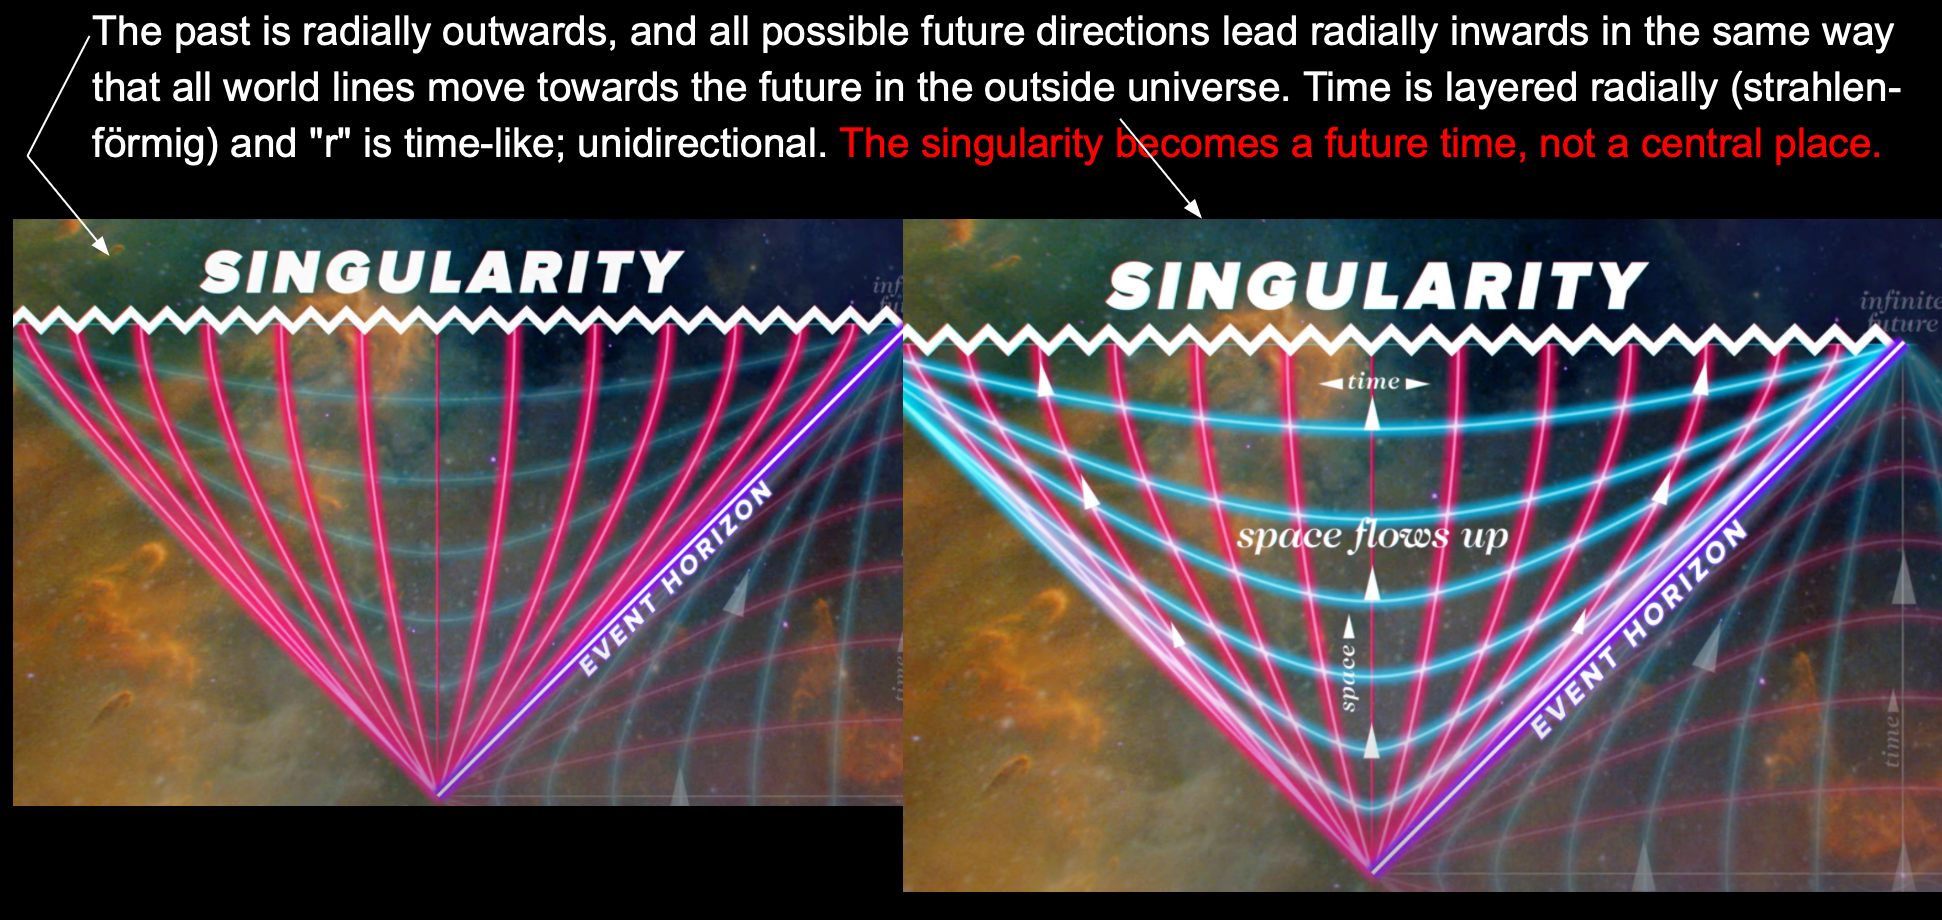 The past is radially outwards, and all possible future directions lead radially inwards in the same way
that all world lines move towards the future in the outside universe. Time is layered radially (strahlen-
förmig) and "r" is time-like; unidirectional. The singularity becomes a future time, not a central place.
SINGULARITY
EVENT HORIZON
time
SINGULARITY
infinite
future
time
space flows up
space
EVENT HORIZON
time